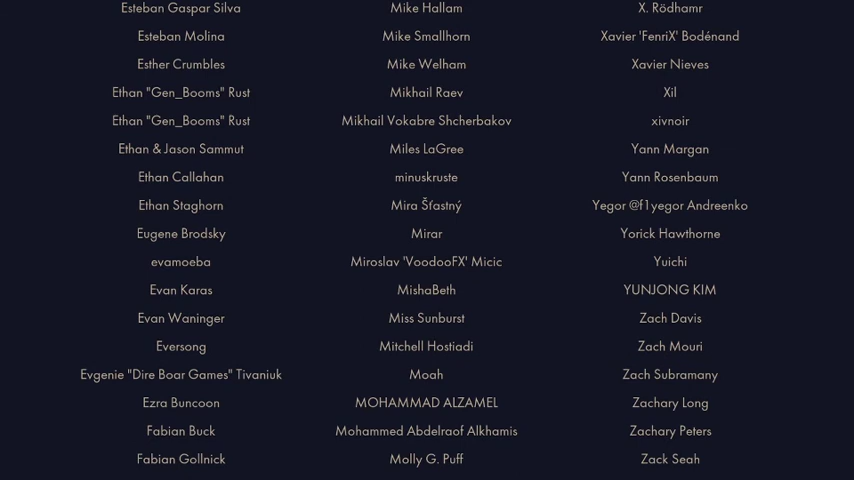 Esteban Gaspar Silva
Esteban Molina
Esther Crumbles
Ethan "Gen_Booms" Rust
Ethan "Gen_Booms" Rust
Ethan & Jason Sammut
Ethan Callahan
Ethan Staghorn
Eugene Brodsky
evamoeba
Evan Karas
Evan Waninger
Eversong
Evgenie "Dire Boar Games" Tivaniuk
Ezra Buncoon
Fabian Buck
Fabian Gollnick
Mike Hallam
Mike Smallhorn
Mike Welham
Mikhail Raev
Mikhail Vokabre Shcherbakov
Miles LaGree
minuskruste
Mira Šťastný
Mirar
Miroslav 'VoodooFX' Micic
MishaBeth
Miss Sunburst
Mitchell Hostiadi
Moah
MOHAMMAD ALZAMEL
Mohammed Abdelraof Alkhamis
Molly G. Puff
X. Rödhamr
Xavier 'FenriX' Bodénand
Xavier Nieves
Xil
xivnoir
Yann Margan
Yann Rosenbaum
Yegor @f1yegor Andreenko
Yorick Hawthorne
Yuichi
YUNJONG KIM
Zach Davis
Zach Mouri
Zach Subramany
Zachary Long
Zachary Peters
Zack Seah